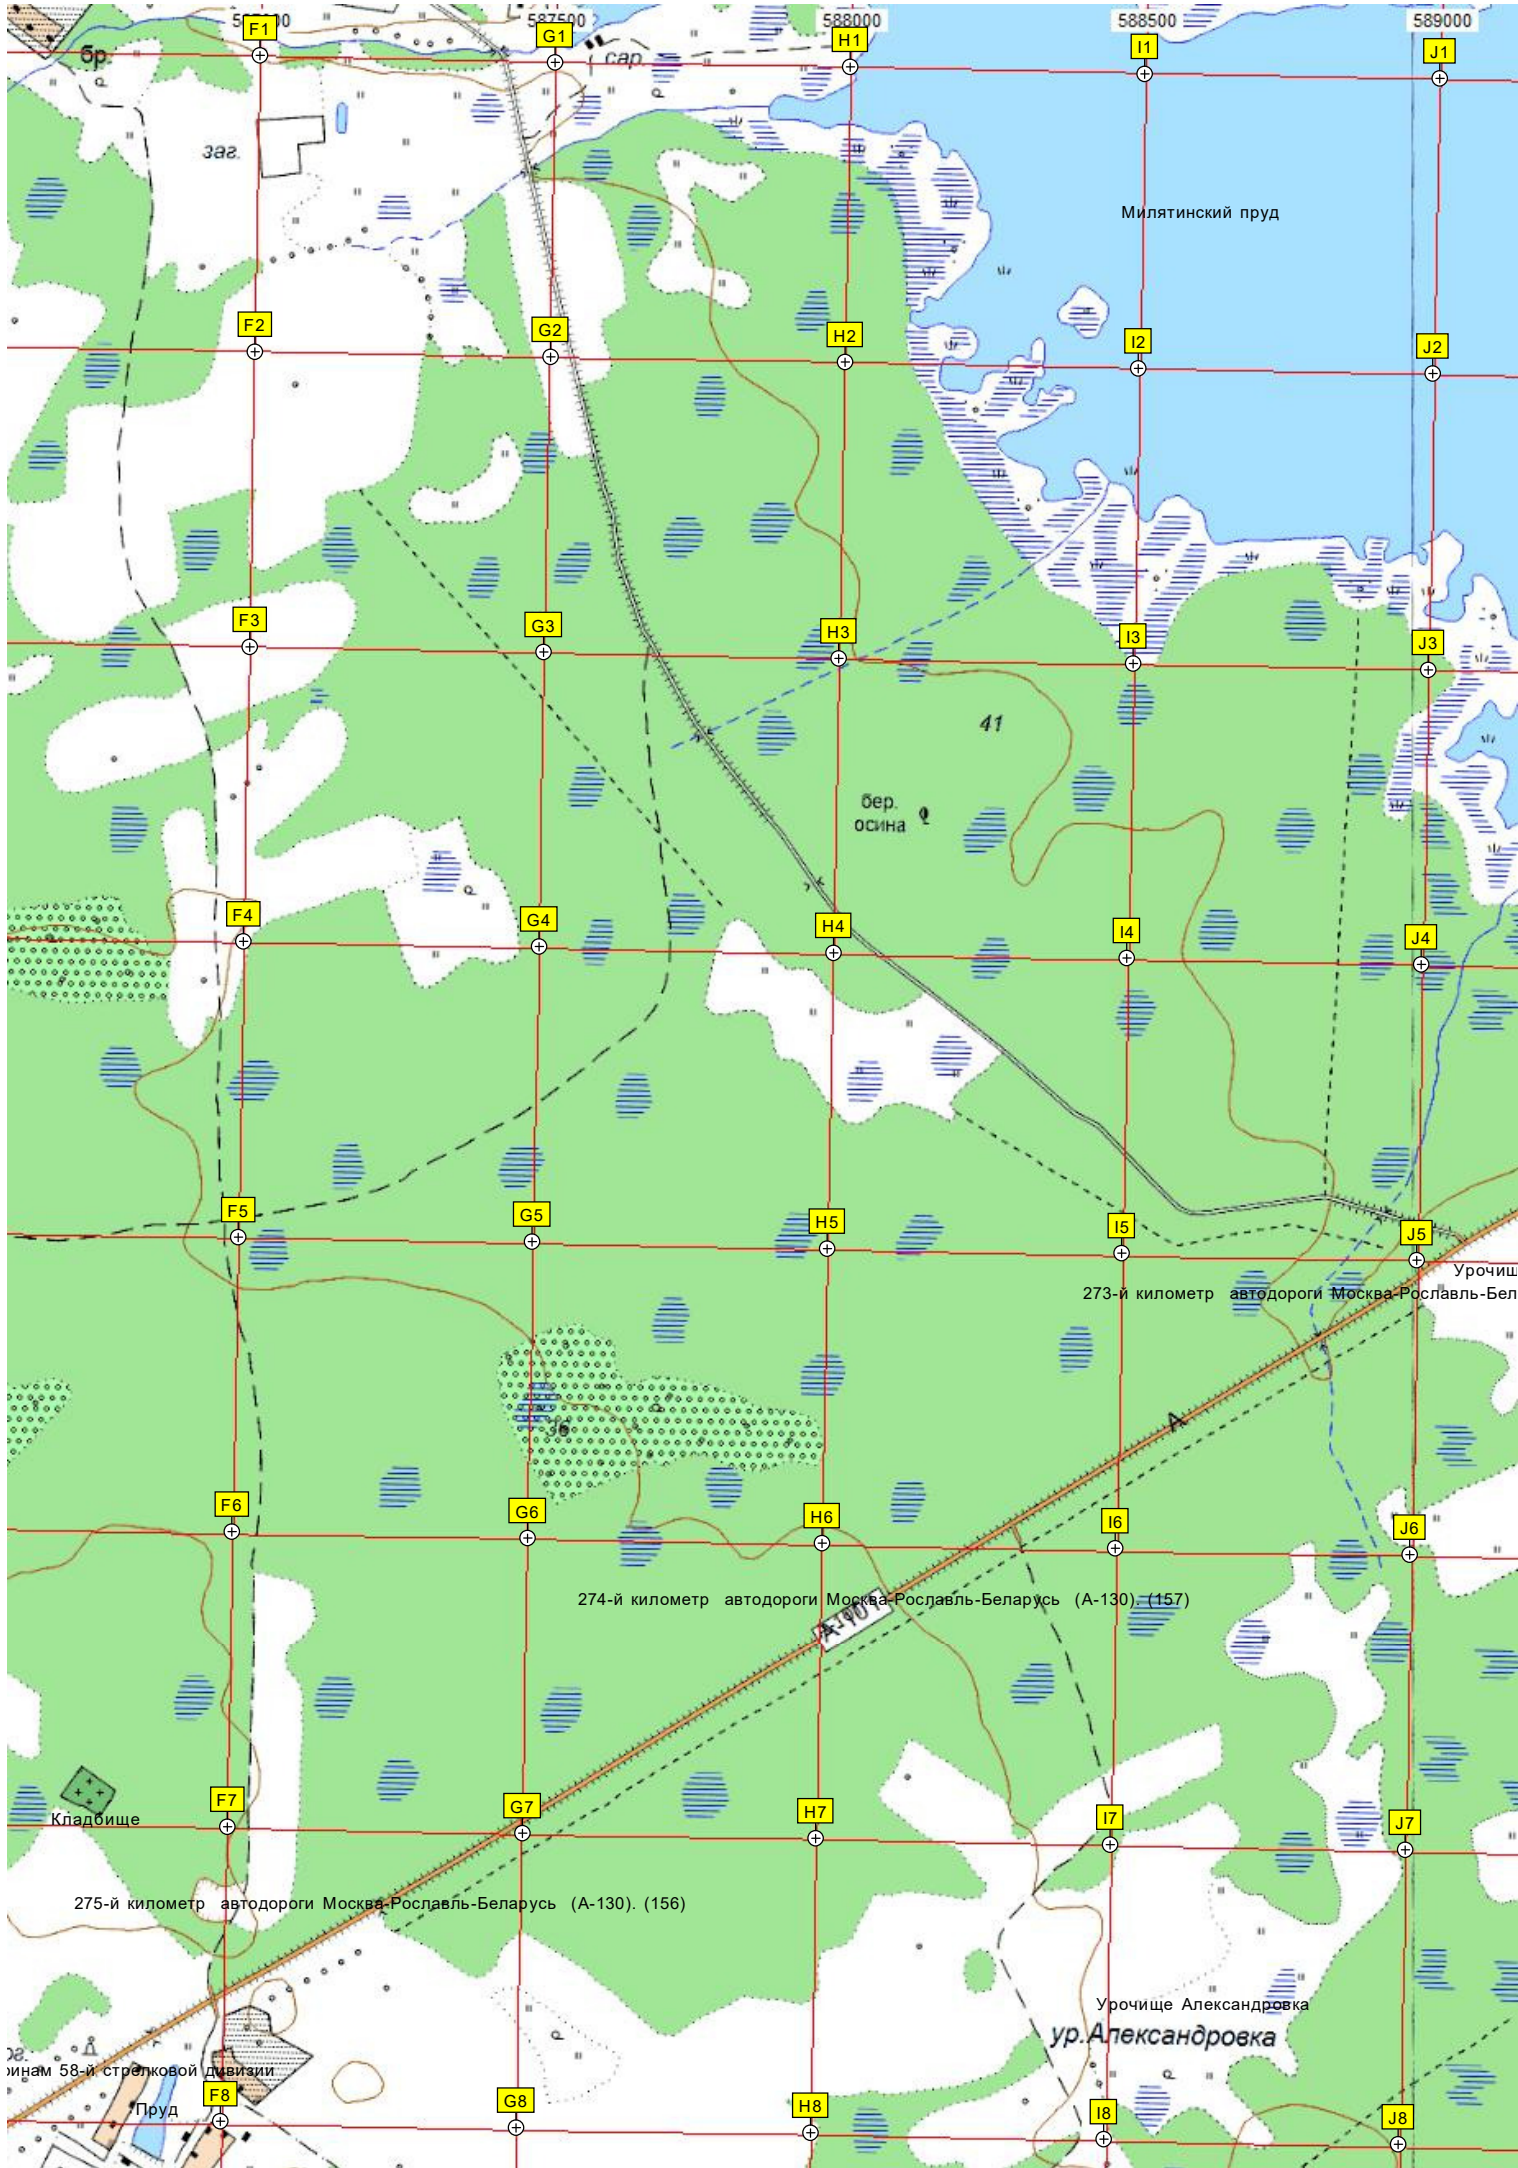 587500
588000
588500
589000
F1
G1
H1
I1
J1
бр.
сар.
заг.
Милятинский пруд
F2
G2
H2
I2
J2
F3
G3
H3
I3
J3
41
бер.
осина
F4
G4
H4
I4
J4
F5
G5
H5
I5
J5
Урочищ
273-й километр автодороги Москва-Рославль-Бел
36
А
F6
G6
H6
I6
J6
274-й километр автодороги Москва-Рославль-Беларусь (А-130). (157)
F7
G7
H7
I7
J7
Кладбище
275-й километр автодороги Москва-Рославль-Беларусь (А-130). (156)
Урочище Александровка
ур.Александровка
ог.
оинам 58-й стрелковой дивизии
Пруд
F8
G8
H8
I8
J8